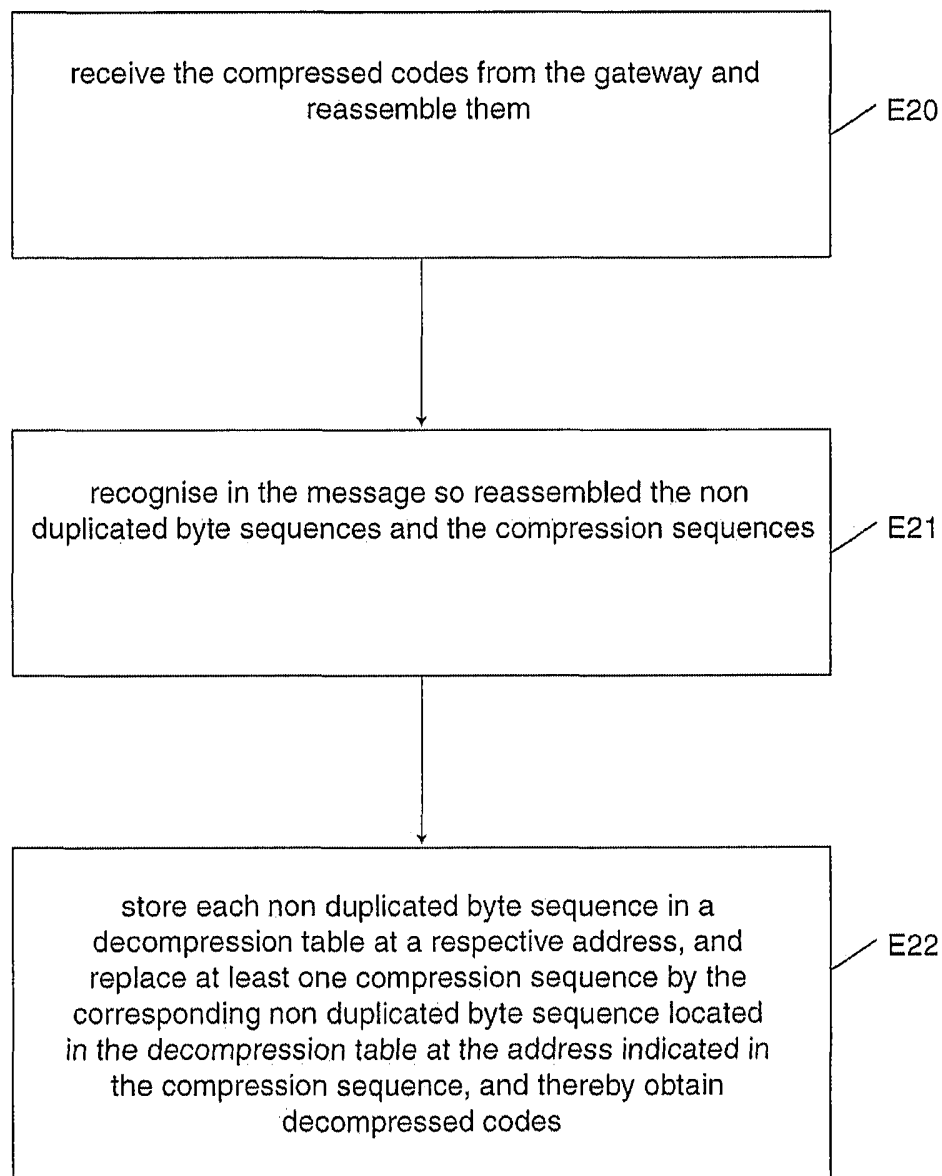 receive the compressed codes from the gateway and
reassemble them
E20
recognise in the message so reassembled the non
duplicated byte sequences and the compression sequences
E21
store each non duplicated byte sequence in a
decompression table at a respective address, and
replace at least one compression sequence by the
corresponding non duplicated byte sequence located
in the decompression table at the address indicated in
the compression sequence, and thereby obtain
decompressed codes
E22